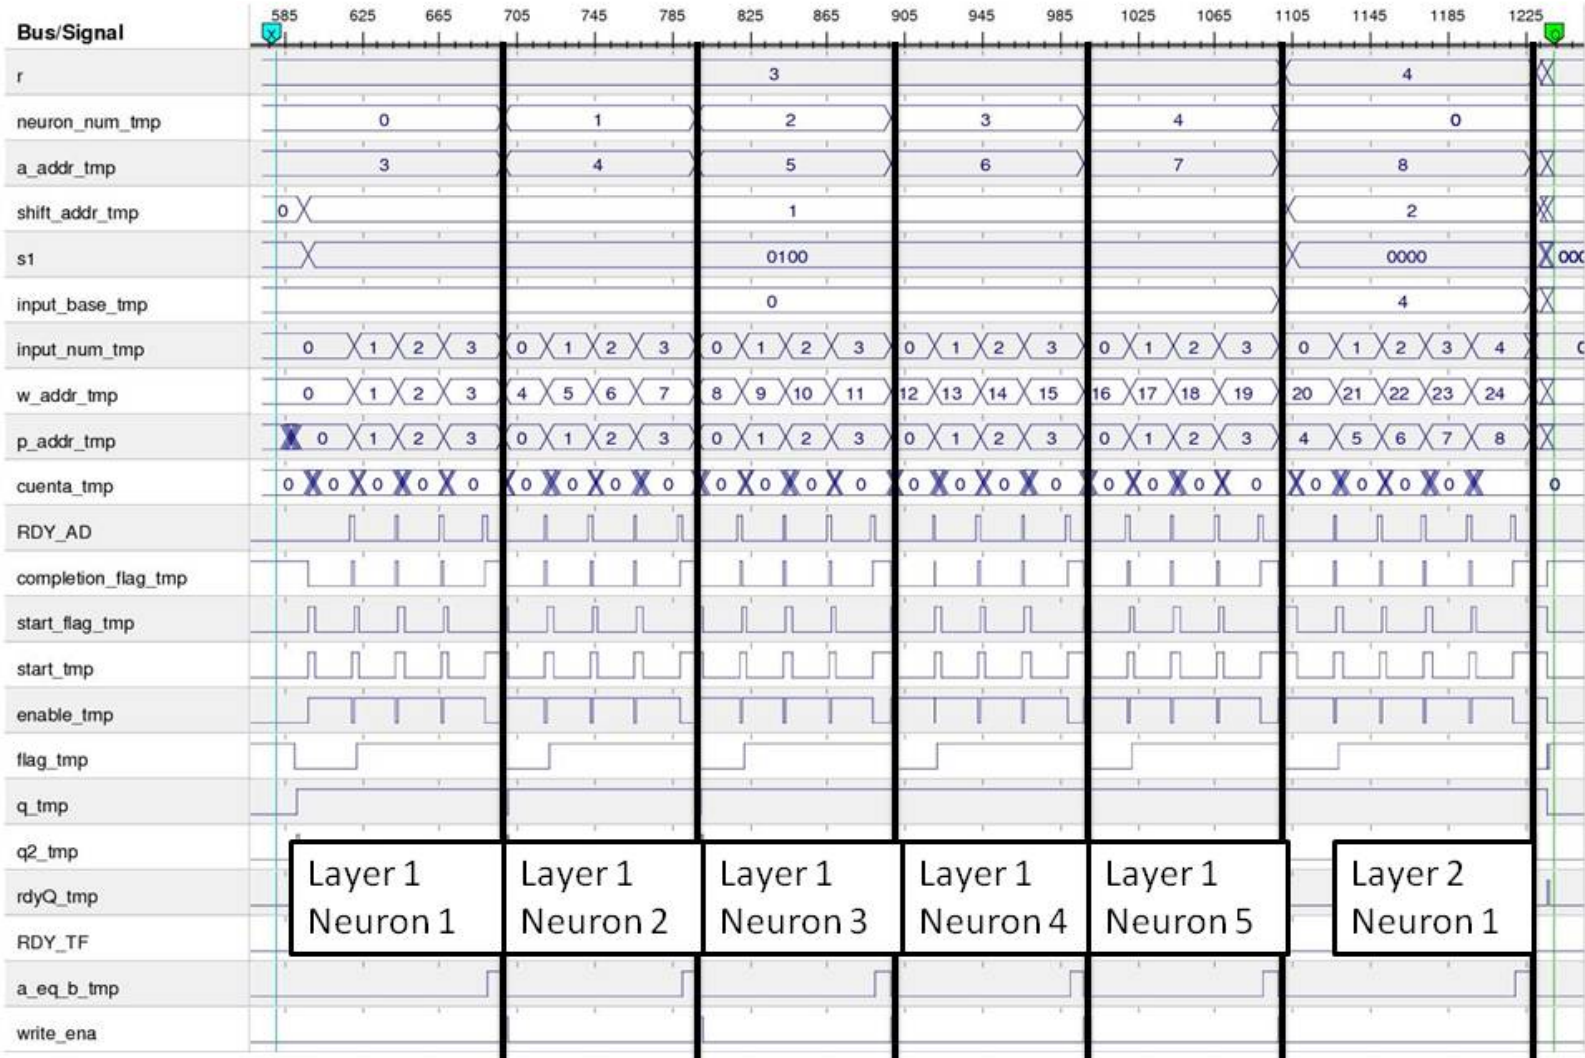 585 625 665 705 745 785 825 865 905 945 985 1025 1065 1105 1145 1185 1225
Bus/Signal X O
r 3 4
neuron_num_tmp 0 1 2 3 4 0
a_addr_tmp 3 4 5 6 7 8
shift_addr_tmp 0 1 2
s1 0100 0000 000
input_base_tmp 0 4
input_num_tmp 0 1 2 3 0 1 2 3 0 1 2 3 0 1 2 3 0 1 2 3 0 1 2 3 4
w_addr_tmp 0 1 2 3 4 5 6 7 8 9 10 11 12 13 14 15 16 17 18 19 20 21 22 23 24
p_addr_tmp 0 1 2 3 0 1 2 3 0 1 2 3 0 1 2 3 0 1 2 3 4 5 6 7 8
cuenta_tmp 0 0 0 0 0 0 0 0 0 0 0 0 0 0 0 0 0 0 0 0 0 0 0 0 0 0
RDY_AD
completion_flag_tmp
start_flag_tmp
start_tmp
enable_tmp
flag_tmp
q_tmp
q2_tmp
rdyQ_tmp
RDY_TF
a_eq_b_tmp
write_ena
Layer 1
Neuron 1
Layer 1
Neuron 2
Layer 1
Neuron 3
Layer 1
Neuron 4
Layer 1
Neuron 5
Layer 2
Neuron 1